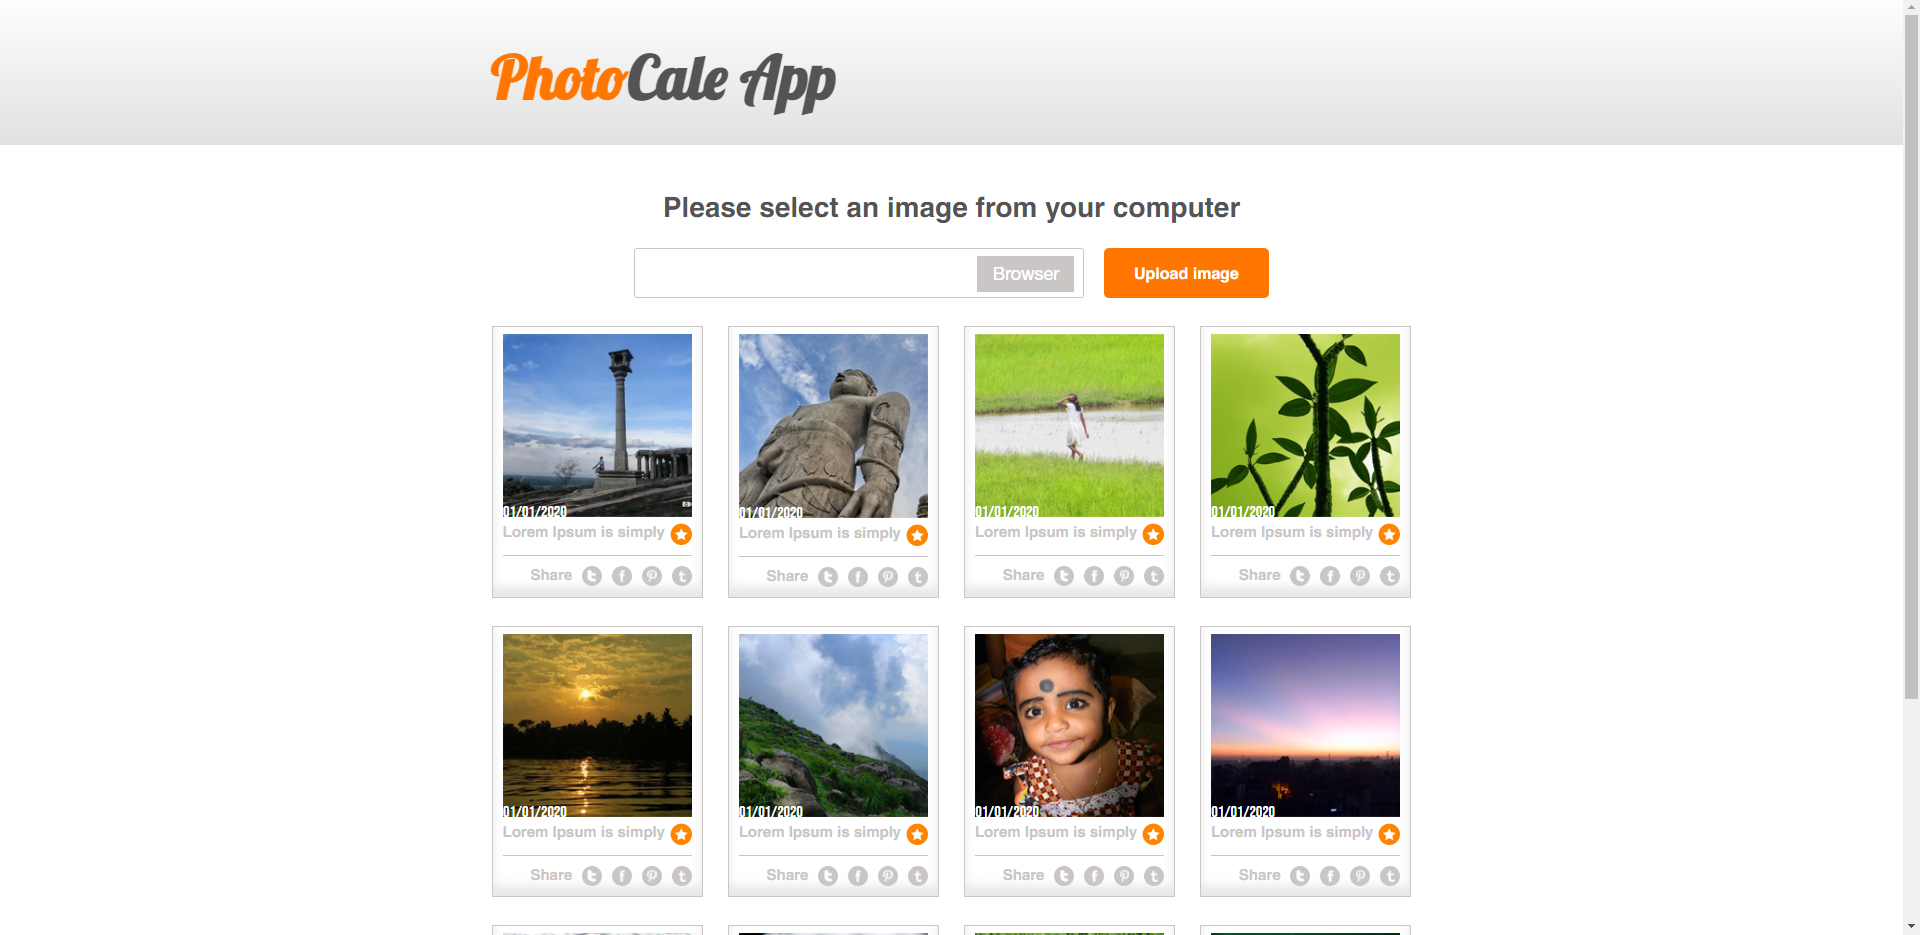 PhotoCale App
Please select an image from your computer
Browser
Upload image
01/01/2020
01/01/2020
01/01/2020
01/01/2020
Lorem Ipsum is simply
Lorem Ipsum is simply
Lorem Ipsum is simply
Lorem Ipsum is simply
Share
Share
Share
Share
01/01/2020
01/01/2020
01/01/2020
01/01/2020
Lorem Ipsum is simply
Lorem Ipsum is simply
Lorem Ipsum is simply
Lorem Ipsum is simply
Share
Share
Share
Share